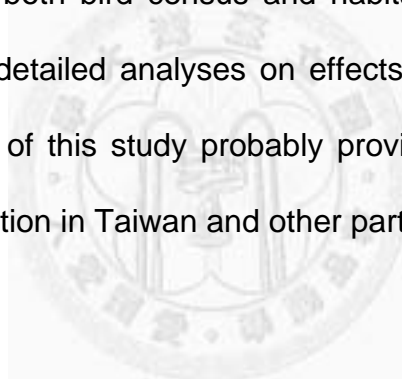 both bird census and habita
detailed analyses on effects
of this study probably provi
tion in Taiwan and other part